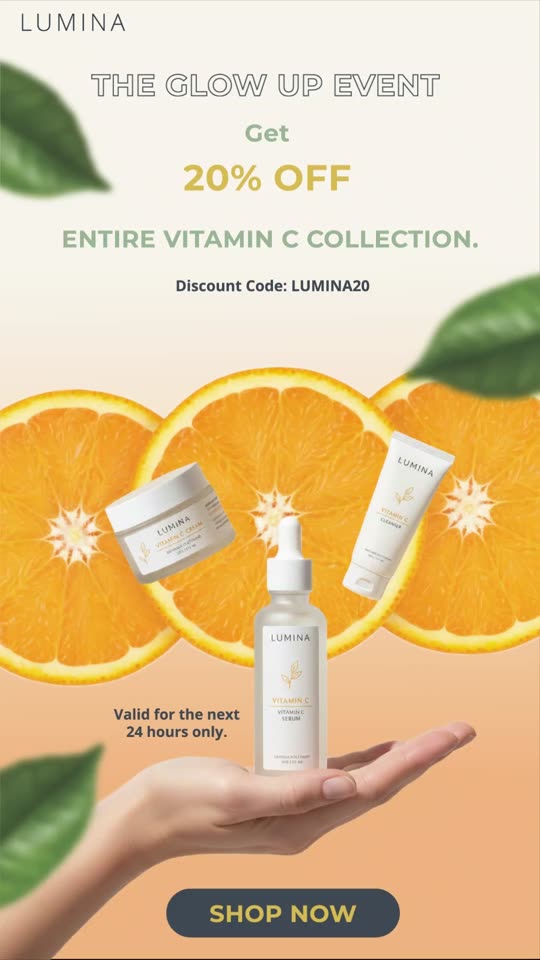 LUMINA
THE GLOW UP EVENT
Get
20% OFF
ENTIRE VITAMIN C COLLECTION.
Discount Code: LUMINA20
LUMINA
VITAMIN C CREAM
LUMINA
VITAMIN C
CLEANSER
LUMINA
VITAMIN C
VITAMIN C
SERUM
Valid for the next
24 hours only.
SHOP NOW